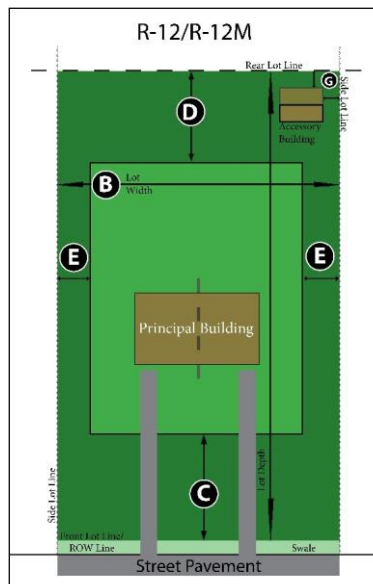 R-12/R-12M
Rear Lot Line
G
Side Lot Line
D
Accessory
Building
B
Lot
Width
E
E
Principal Building
Lot Depth
C
Side Lot Line
Front Lot Line/
ROW Line
Swale
Street Pavement